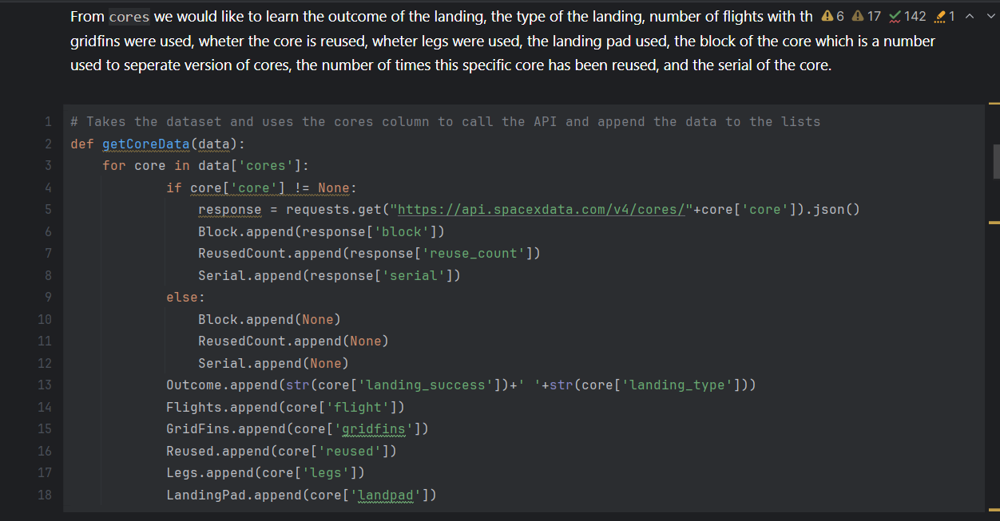 From cores we would like to learn the outcome of the landing, the type of the landing, number of flights with th 6 17 142 1
gridfins were used, wheter the core is reused, wheter legs were used, the landing pad used, the block of the core which is a number
used to seperate version of cores, the number of times this specific core has been reused, and the serial of the core.
1 # Takes the dataset and uses the cores column to call the API and append the data to the lists
2 def getCoreData(data):
3 for core in data['cores']:
4 if core['core'] != None:
5 response = requests.get("https://api.spacexdata.com/v4/cores/"+core['core']).json()
6 Block.append(response['block'])
7 ReusedCount.append(response['reuse_count'])
8 Serial.append(response['serial'])
9 else:
10 Block.append(None)
11 ReusedCount.append(None)
12 Serial.append(None)
13 Outcome.append(str(core['landing_success'])+' '+str(core['landing_type']))
14 Flights.append(core['flight'])
15 GridFins.append(core['gridfins'])
16 Reused.append(core['reused'])
17 Legs.append(core['legs'])
18 LandingPad.append(core['landpad'])